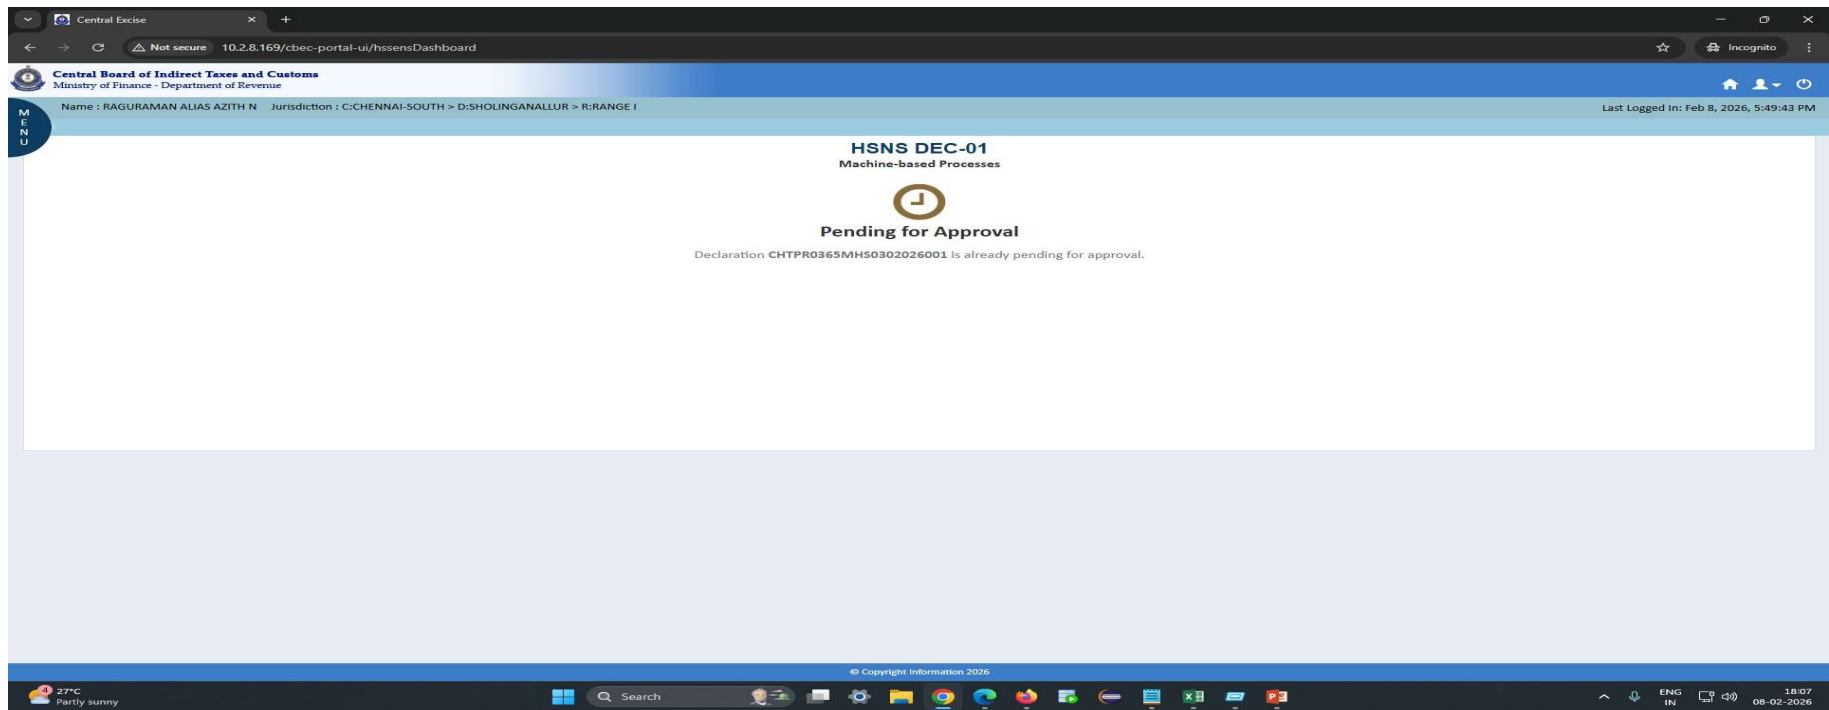 Central Excise
Not secure 10.2.8.169/cbec-portal-ui/hssensDashboard
Incognito
Central Board of Indirect Taxes and Customs
Ministry of Finance - Department of Revenue
Name : RAGURAMAN ALIAS AZITH N Jurisdiction : C:CHENNAI-SOUTH > D:SHOLINGANALLUR > R:RANGE I
Last Logged In: Feb 8, 2026, 5:49:43 PM
MENU
HSNS DEC-01
Machine-based Processes
Pending for Approval
Declaration CHTPR0365MHS0302026001 is already pending for approval.
© Copyright Information 2026
4
27°C
Partly sunny
Search
ENG
IN
18:07
08-02-2026